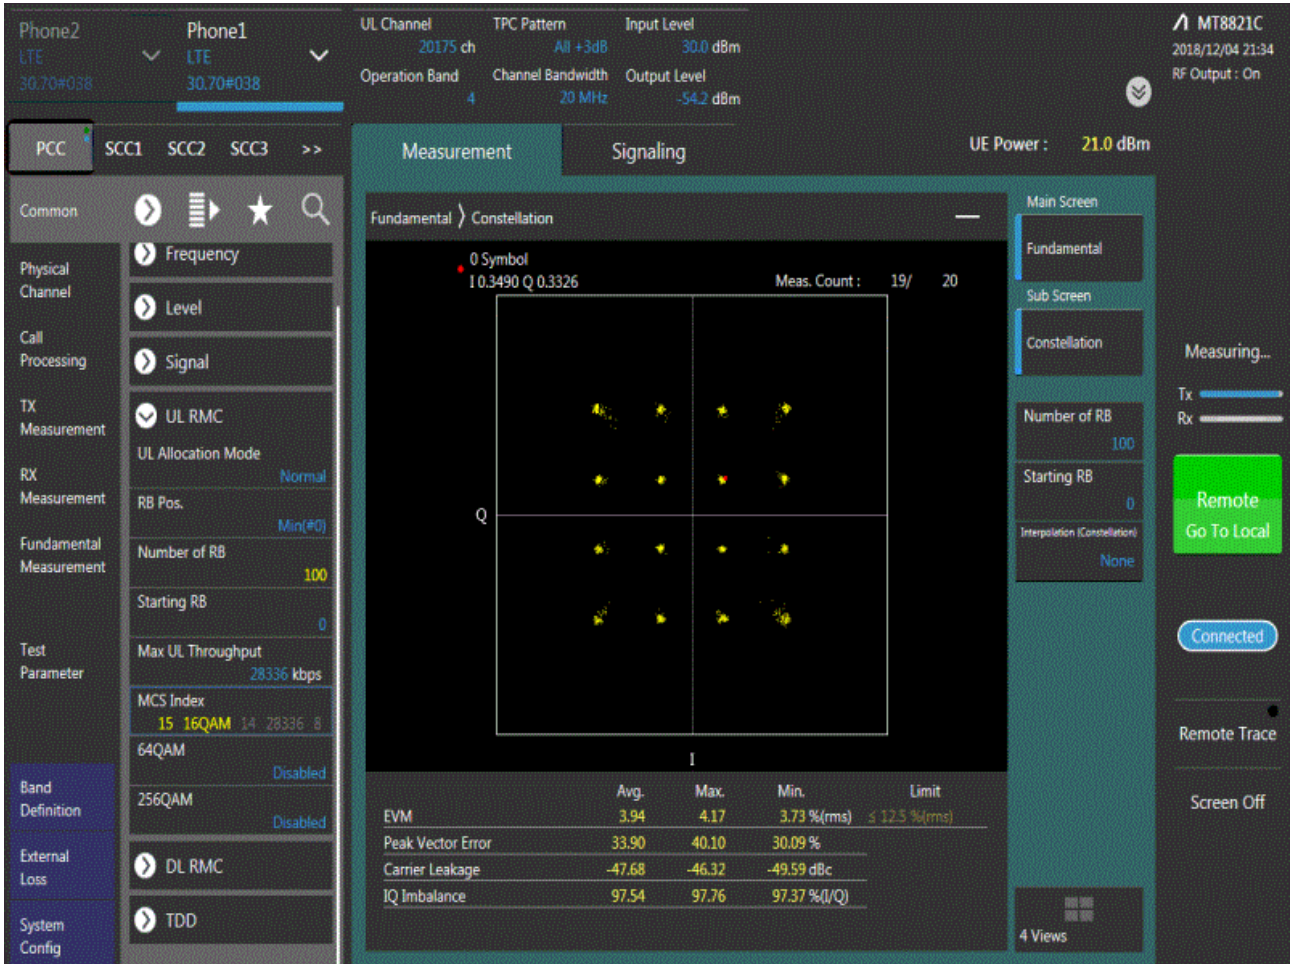 Phone2
LTE
30.70#038
Phone1
LTE
30.70#038
UL Channel
20175 ch
TPC Pattern
All +3dB
Input Level
30.0 dBm
Operation Band
4
Channel Bandwidth
20 MHz
Output Level
-54.2 dBm
MT8821C
2018/12/04 21:34
RF Output : On
PCC SCC1 SCC2 SCC3 >>
Measurement Signaling
UE Power : 21.0 dBm
Common
Physical
Channel
Call
Processing
TX
Measurement
RX
Measurement
Fundamental
Measurement
Test
Parameter
Band
Definition
External
Loss
System
Config
Frequency
Level
Signal
UL RMC
UL Allocation Mode
Normal
RB Pos.
Min(#0)
Number of RB
100
Starting RB
0
Max UL Throughput
28336 kbps
MCS Index
15 16QAM 14 28336 8
64QAM
Disabled
256QAM
Disabled
DL RMC
TDD
Fundamental 〉 Constellation
0 Symbol
I 0.3490 Q 0.3326
Meas. Count : 19/ 20
Q
I
Avg. Max. Min. Limit
EVM 3.94 4.17 3.73 %(rms) ≤ 12.5 %(rms)
Peak Vector Error 33.90 40.10 30.09 %
Carrier Leakage -47.68 -46.32 -49.59 dBc
IQ Imbalance 97.54 97.76 97.37 %(I/Q)
Main Screen
Fundamental
Sub Screen
Constellation
Number of RB
100
Starting RB
0
Interpolation (Constellation)
None
4 Views
Measuring...
Tx
Rx
Remote
Go To Local
Connected
Remote Trace
Screen Off